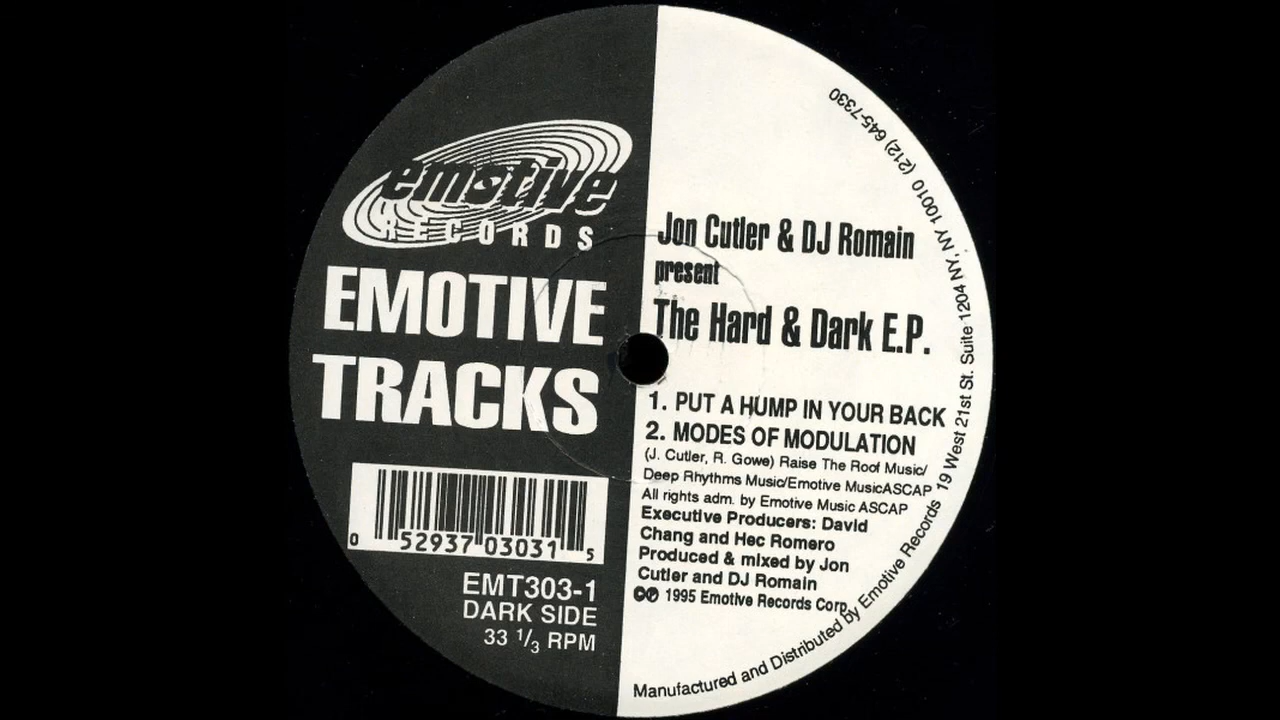 emotive
RECORDS
EMOTIVE
TRACKS
0 52937 03031 5
EMT303-1
DARK SIDE
33 1/3 RPM
Jon Cutler & DJ Romain
present
The Hard & Dark E.P.
1. PUT A HUMP IN YOUR BACK
2. MODES OF MODULATION
(J. Cutler, R. Gowe) Raise The Roof Music/
Deep Rhythms Music/Emotive MusicASCAP
All rights adm. by Emotive Music ASCAP
Executive Producers: David
Chang and Hec Romero
Produced & mixed by Jon
Cutler and DJ Romain
©℗ 1995 Emotive Records Corp.
Manufactured and Distributed by Emotive Records 19 West 21st St. Suite 1204 NY, NY 10010 (212) 645-7330